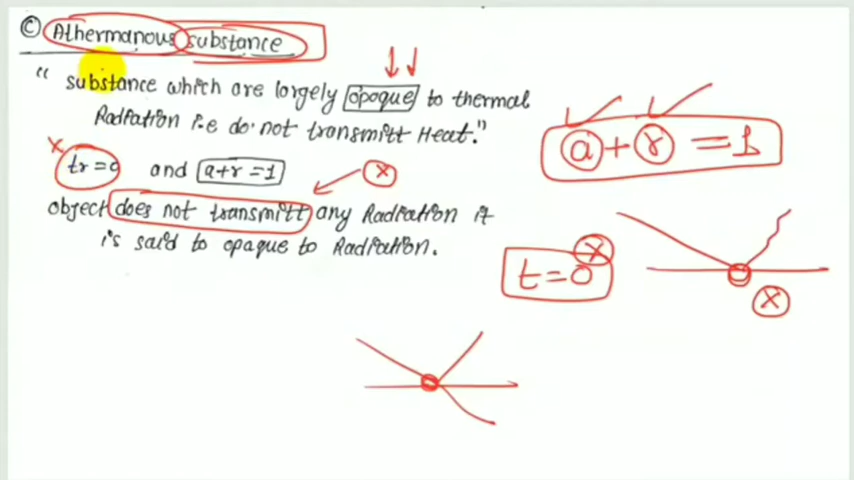 © Athermanous substance
" substance which are largely opaque to thermal
Radiation i.e do not transmitt Heat."
tr=0 and a+r=1
object does not transmitt any Radiation it
is said to opaque to Radiation.
a+r=1
t=0